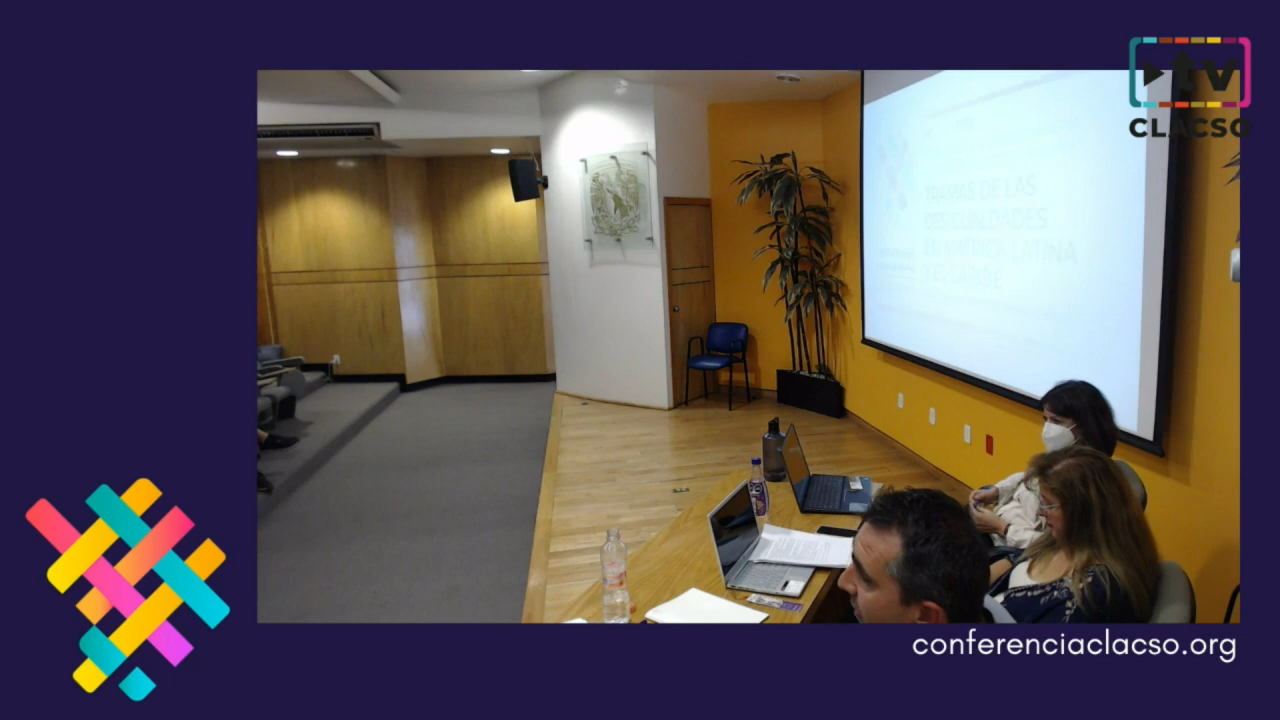 tv
CLACSO
TRAMAS DE LAS
DESIGUALDADES
EN AMÉRICA LATINA
Y EL CARIBE
conferenciaclacso.org